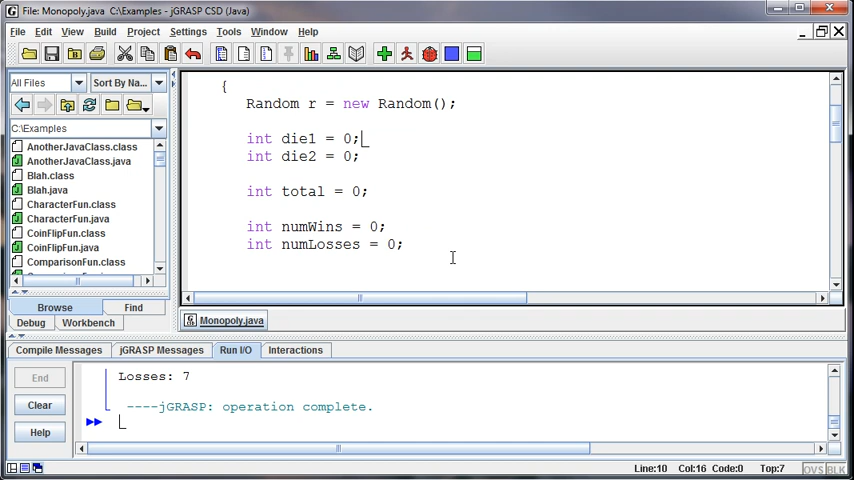 File: Monopoly.java  C:\Examples - jGRASP CSD (Java)
File Edit View Build Project Settings Tools Window Help
All Files Sort By Na...
C:\Examples
AnotherJavaClass.class
AnotherJavaClass.java
Blah.class
Blah.java
CharacterFun.class
CharacterFun.java
CoinFlipFun.class
CoinFlipFun.java
ComparisonFun.class
Browse Find
Debug Workbench
{
Random r = new Random();
int die1 = 0;
int die2 = 0;
int total = 0;
int numWins = 0;
int numLosses = 0;
Monopoly.java
Compile Messages jGRASP Messages Run I/O Interactions
End
Clear
Help
Losses: 7
----jGRASP: operation complete.
Line:10 Col:16 Code:0 Top:7 OVS BLK